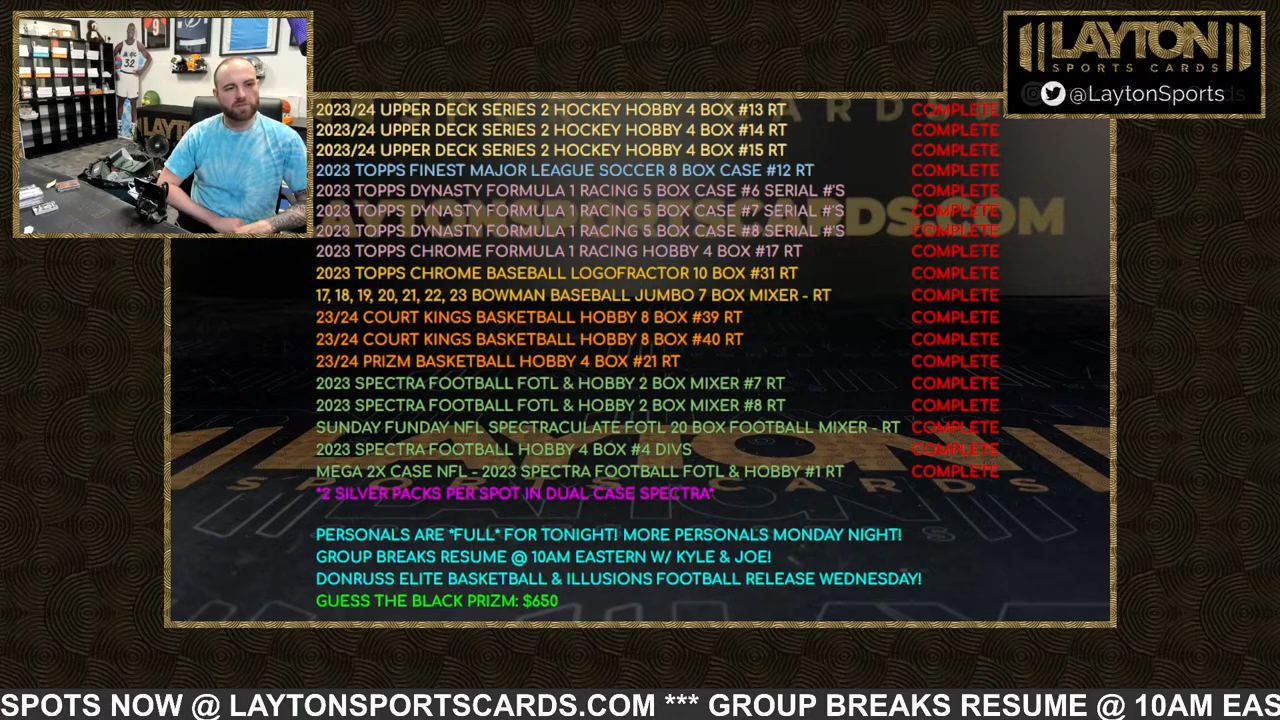 LAYTON
SPORTS CARDS
@LaytonSports
2023/24 UPPER DECK SERIES 2 HOCKEY HOBBY 4 BOX #13 RT COMPLETE
2023/24 UPPER DECK SERIES 2 HOCKEY HOBBY 4 BOX #14 RT COMPLETE
2023/24 UPPER DECK SERIES 2 HOCKEY HOBBY 4 BOX #15 RT COMPLETE
2023 TOPPS FINEST MAJOR LEAGUE SOCCER 8 BOX CASE #12 RT COMPLETE
2023 TOPPS DYNASTY FORMULA 1 RACING 5 BOX CASE #6 SERIAL #'S COMPLETE
2023 TOPPS DYNASTY FORMULA 1 RACING 5 BOX CASE #7 SERIAL #'S COMPLETE
2023 TOPPS DYNASTY FORMULA 1 RACING 5 BOX CASE #8 SERIAL #'S COMPLETE
2023 TOPPS CHROME FORMULA 1 RACING HOBBY 4 BOX #17 RT COMPLETE
2023 TOPPS CHROME BASEBALL LOGOFRACTOR 10 BOX #31 RT COMPLETE
17, 18, 19, 20, 21, 22, 23 BOWMAN BASEBALL JUMBO 7 BOX MIXER - RT COMPLETE
23/24 COURT KINGS BASKETBALL HOBBY 8 BOX #39 RT COMPLETE
23/24 COURT KINGS BASKETBALL HOBBY 8 BOX #40 RT COMPLETE
23/24 PRIZM BASKETBALL HOBBY 4 BOX #21 RT COMPLETE
2023 SPECTRA FOOTBALL FOTL & HOBBY 2 BOX MIXER #7 RT COMPLETE
2023 SPECTRA FOOTBALL FOTL & HOBBY 2 BOX MIXER #8 RT COMPLETE
SUNDAY FUNDAY NFL SPECTRACULATE FOTL 20 BOX FOOTBALL MIXER - RT COMPLETE
2023 SPECTRA FOOTBALL HOBBY 4 BOX #4 DIVS COMPLETE
MEGA 2X CASE NFL - 2023 SPECTRA FOOTBALL FOTL & HOBBY #1 RT COMPLETE
*2 SILVER PACKS PER SPOT IN DUAL CASE SPECTRA*
PERSONALS ARE *FULL* FOR TONIGHT! MORE PERSONALS MONDAY NIGHT!
GROUP BREAKS RESUME @ 10AM EASTERN W/ KYLE & JOE!
DONRUSS ELITE BASKETBALL & ILLUSIONS FOOTBALL RELEASE WEDNESDAY!
GUESS THE BLACK PRIZM: $650
SPOTS NOW @ LAYTONSPORTSCARDS.COM *** GROUP BREAKS RESUME @ 10AM EAS